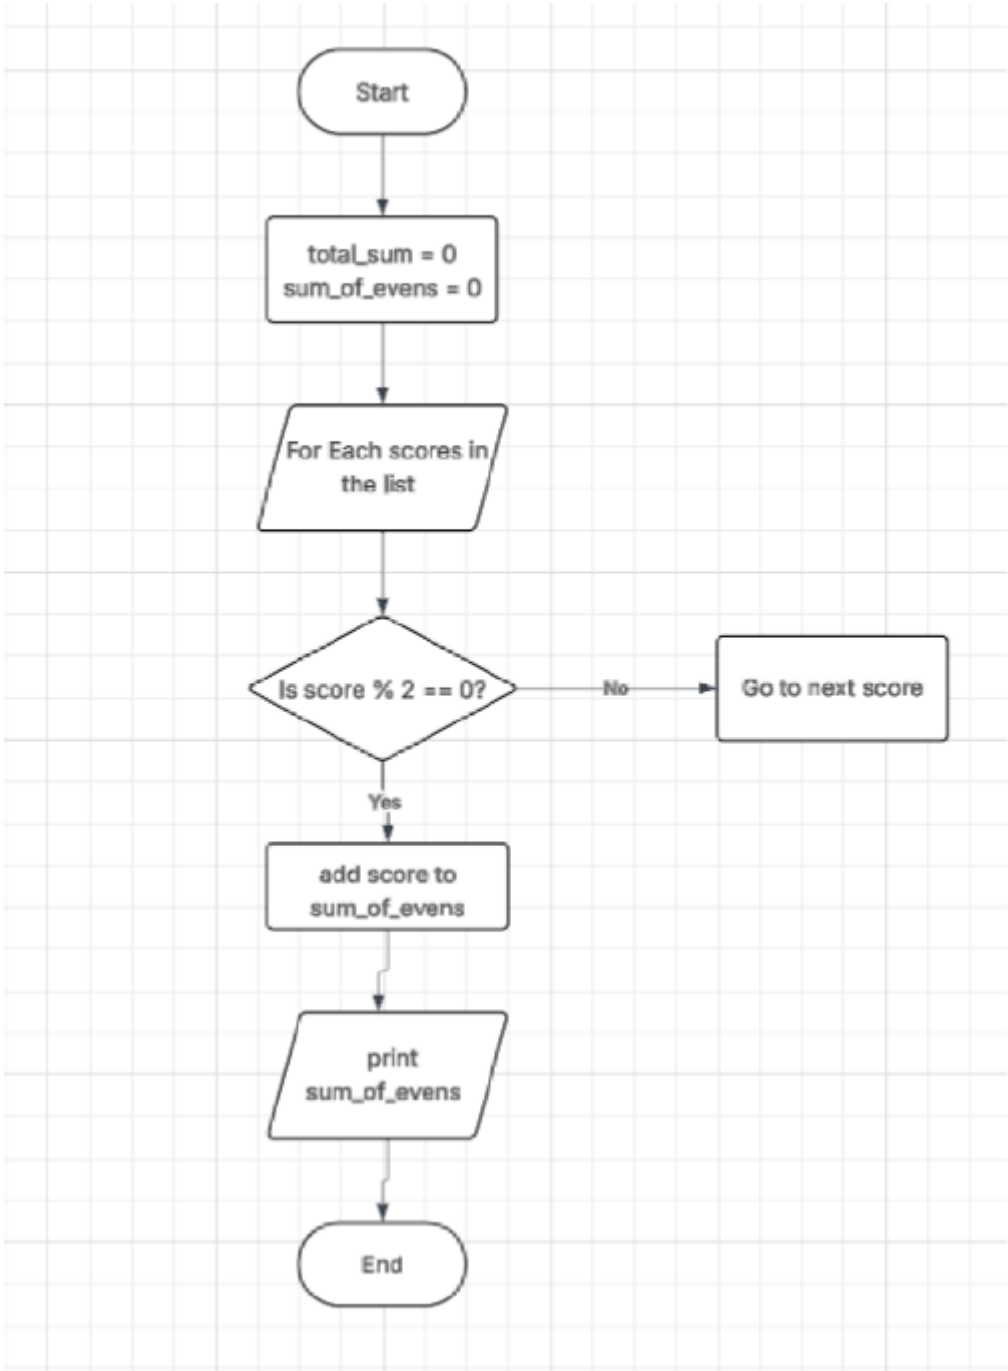 Start
total_sum = 0
sum_of_evens = 0
For Each scores in
the list
Is score % 2 == 0?
No
Go to next score
Yes
add score to
sum_of_evens
print
sum_of_evens
End